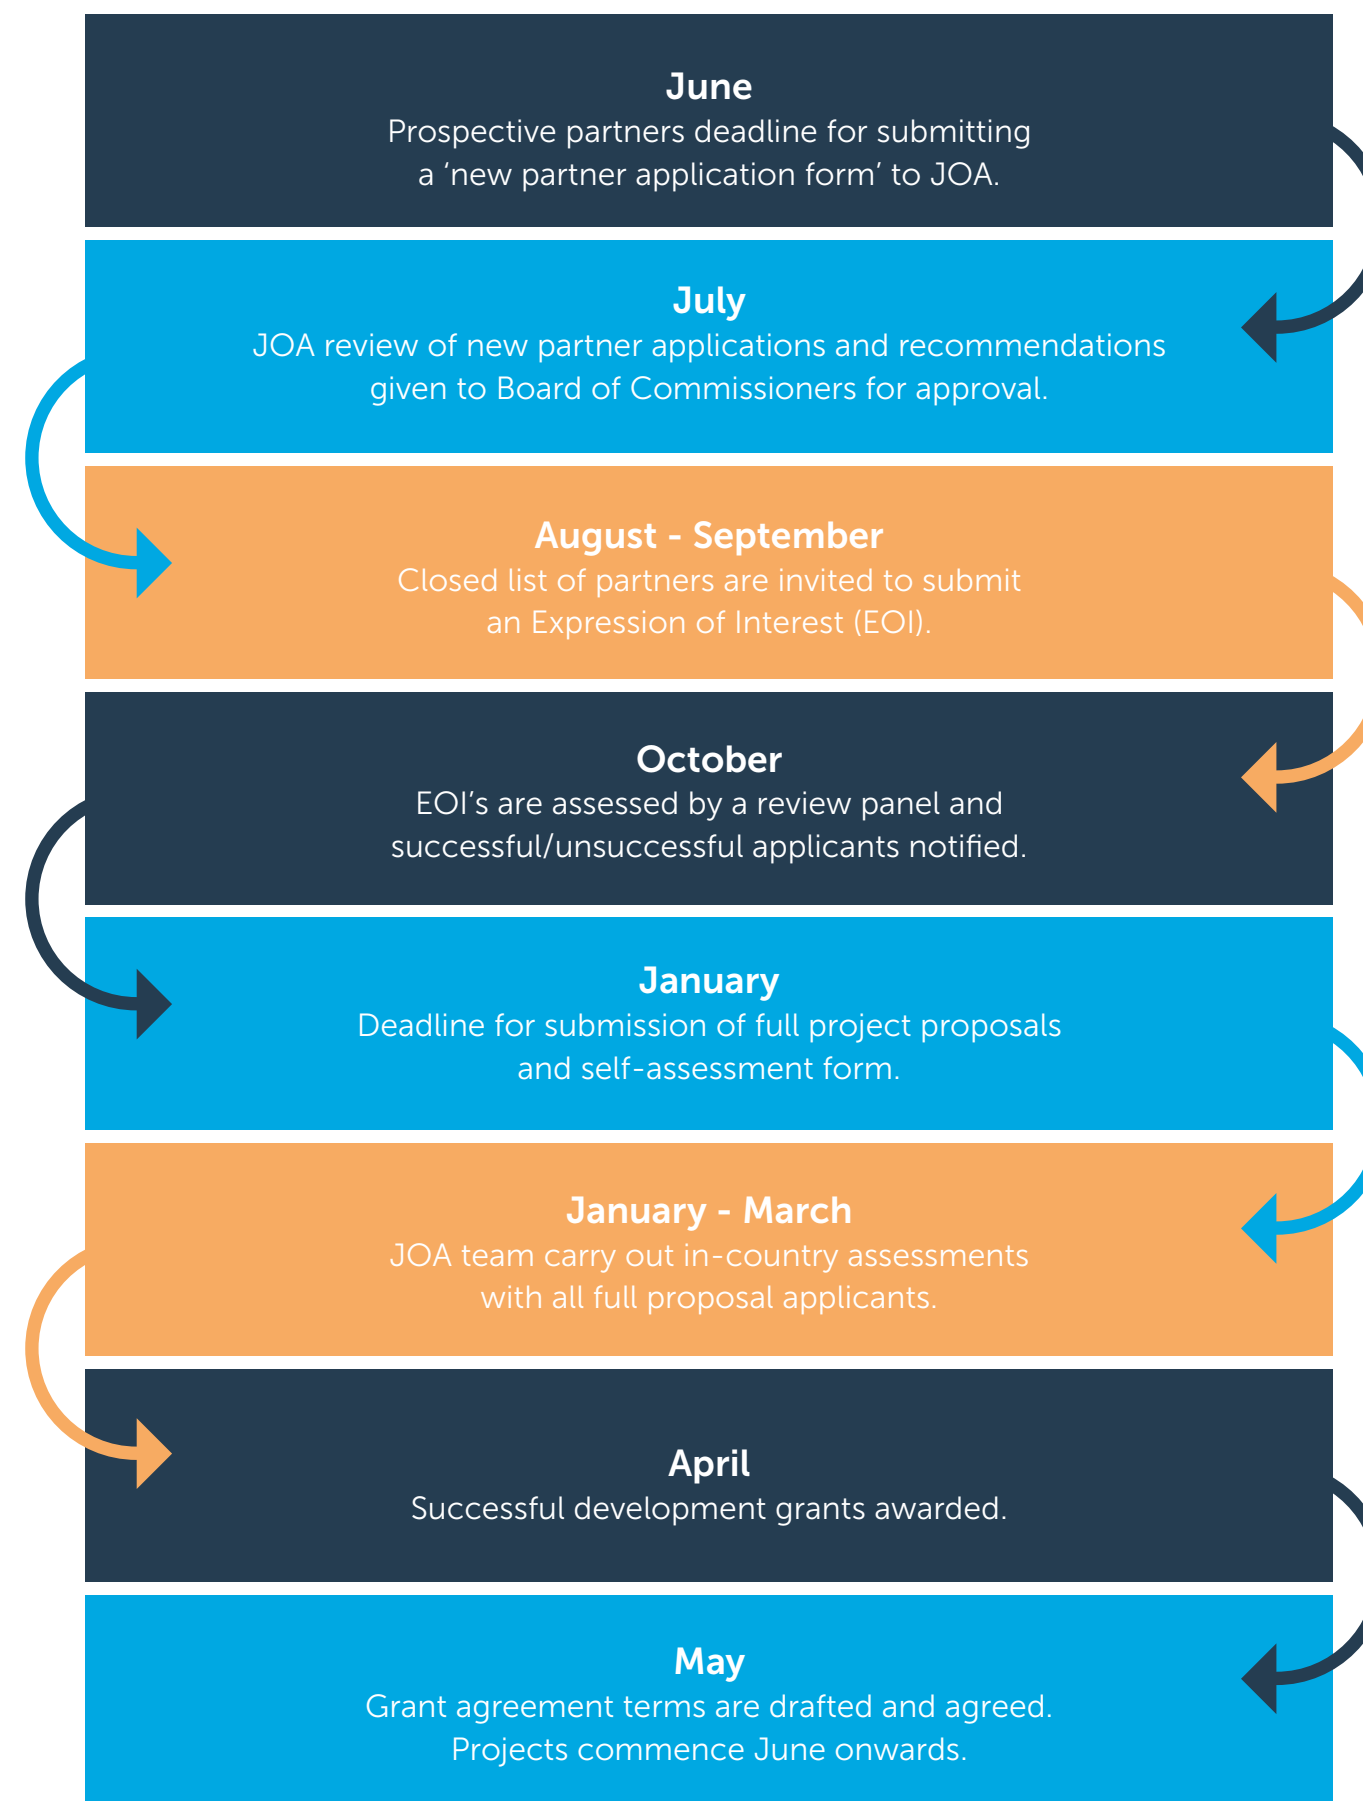 June
Prospective partners deadline for submitting
a ‘new partner application form’ to JOA.
July
JOA review of new partner applications and recommendations
given to Board of Commissioners for approval.
August - September
Closed list of partners are invited to submit
an Expression of Interest (EOI).
October
EOI’s are assessed by a review panel and
successful/unsuccessful applicants notified.
January
Deadline for submission of full project proposals
and self-assessment form.
January - March
JOA team carry out in-country assessments
with all full proposal applicants.
April
Successful development grants awarded.
May
Grant agreement terms are drafted and agreed.
Projects commence June onwards.